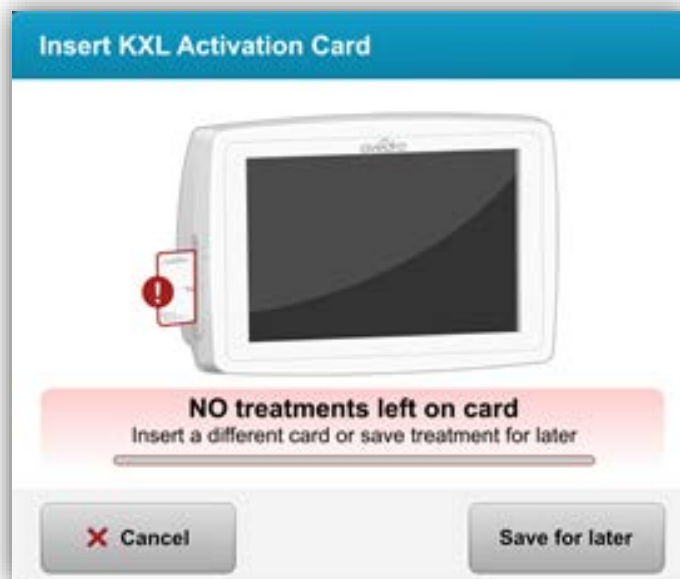 Insert KXL Activation Card
avedro
NO treatments left on card
Insert a different card or save treatment for later
Cancel
Save for later